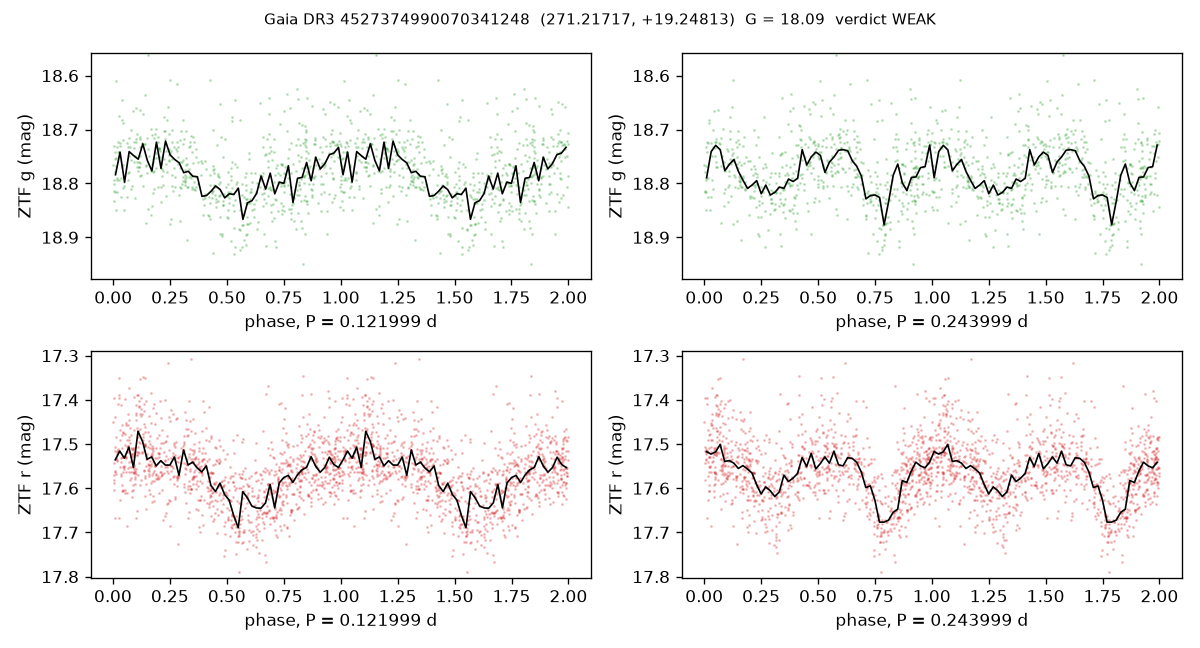 Gaia DR3 4527374990070341248  (271.21717, +19.24813)  G = 18.09  verdict WEAK
ZTF g (mag)
18.6
18.7
18.8
18.9
0.00 0.25 0.50 0.75 1.00 1.25 1.50 1.75 2.00
phase, P = 0.121999 d
ZTF g (mag)
18.6
18.7
18.8
18.9
0.00 0.25 0.50 0.75 1.00 1.25 1.50 1.75 2.00
phase, P = 0.243999 d
ZTF r (mag)
17.3
17.4
17.5
17.6
17.7
17.8
0.00 0.25 0.50 0.75 1.00 1.25 1.50 1.75 2.00
phase, P = 0.121999 d
ZTF r (mag)
17.3
17.4
17.5
17.6
17.7
17.8
0.00 0.25 0.50 0.75 1.00 1.25 1.50 1.75 2.00
phase, P = 0.243999 d